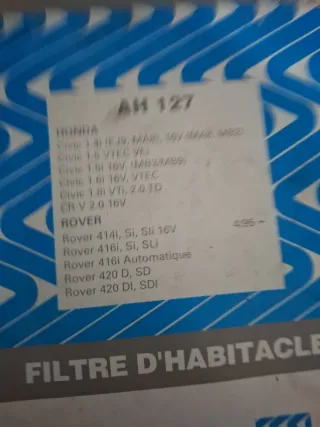 AH 127
HONDA
Civic 1.4i (EJ9, MA8), 16V (MA8, MB2)
Civic 1.5 VTEC VEi
Civic 1.6i 16V, (MB3/MB9)
Civic 1.6i 16V, VTEC
Civic 1.8i VTi, 2.0 TD
CR V 2.0 16V
ROVER
Rover 414i, Si, Sli 16V
Rover 416i, Si, SLi
Rover 416i Automatique
Rover 420 D, SD
Rover 420 DI, SDI
495-
FILTRE D'HABITACLE